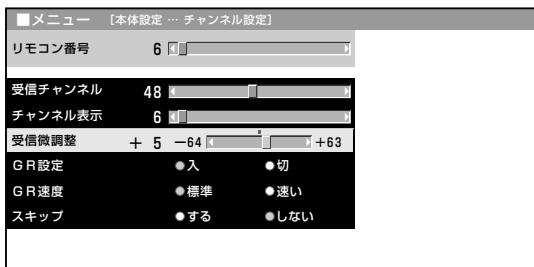 ■メニュー [本体設定 … チャンネル設定]
リモコン番号 6
受信チャンネル 48
チャンネル表示 6
受信微調整 + 5 −64 +63
GR設定 ●入 ●切
GR速度 ●標準 ●速い
スキップ ●する ●しない